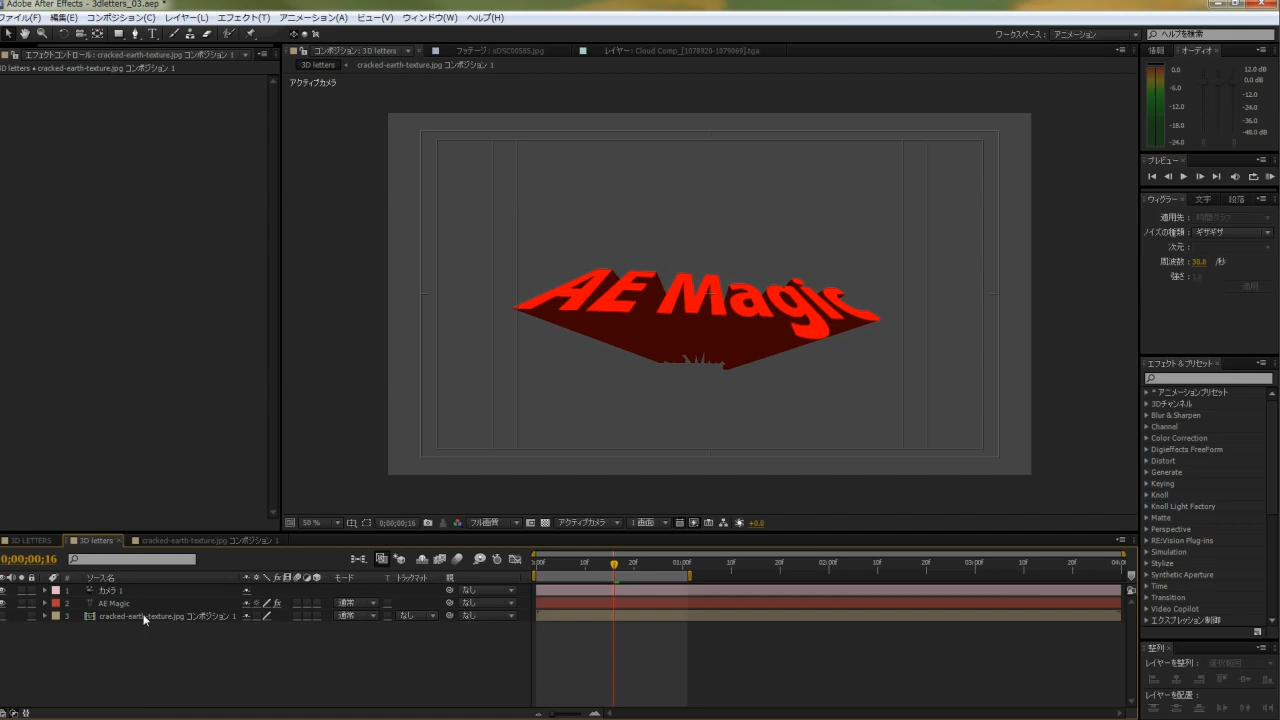 Adobe After Effects - 3dletters_03.aep *
ファイル(F) 編集(E) コンポジション(C) レイヤー(L) エフェクト(T) アニメーション(A) ビュー(V) ウィンドウ(W) ヘルプ(H)
ワークスペース： アニメーション
ヘルプを検索
エフェクトコントロール: cracked-earth-texture.jpg コンポジション 1
3D letters • cracked-earth-texture.jpg コンポジション 1
コンポジション: 3D letters
フッテージ: sDSC00585.jpg
レイヤー: Cloud Comp_[1078920-1079069].tga
3D letters
cracked-earth-texture.jpg コンポジション 1
アクティブカメラ
AE Magic
50 %
0;00;00;16
フル画質
アクティブカメラ
1 画面
+0.0
情報 オーディオ
0.0
-6.0
-12.0
-18.0
-24.0
12.0 dB
0.0 dB
-12.0
-24.0
-36.0
-48.0 dB
プレビュー
ウィグラー 文字 段落
適用先： 時間グラフ
ノイズの種類： ギザギザ
次元：
周波数： 30.0 /秒
強さ：
適用
エフェクト＆プリセット
* アニメーションプリセット
3Dチャンネル
Blur & Sharpen
Channel
Color Correction
Digieffects FreeForm
Distort
Generate
Keying
Knoll
Knoll Light Factory
Matte
Perspective
RE:Vision Plug-ins
Simulation
Stylize
Synthetic Aperture
Time
Transition
Video Copilot
エクスプレッション制御
整列
レイヤーを整列：
レイヤーを配置：
3D LETTERS
3D letters
cracked-earth-texture.jpg コンポジション 1
0;00;00;16
# ソース名
モード T トラックマット 親
1 カメラ 1 なし
2 AE Magic 通常 なし
3 cracked-earth-texture.jpg コンポジション 1 通常 なし なし
10f 20f 01:00f 10f 20f 02:00f 10f 20f 03:00f 10f 20f